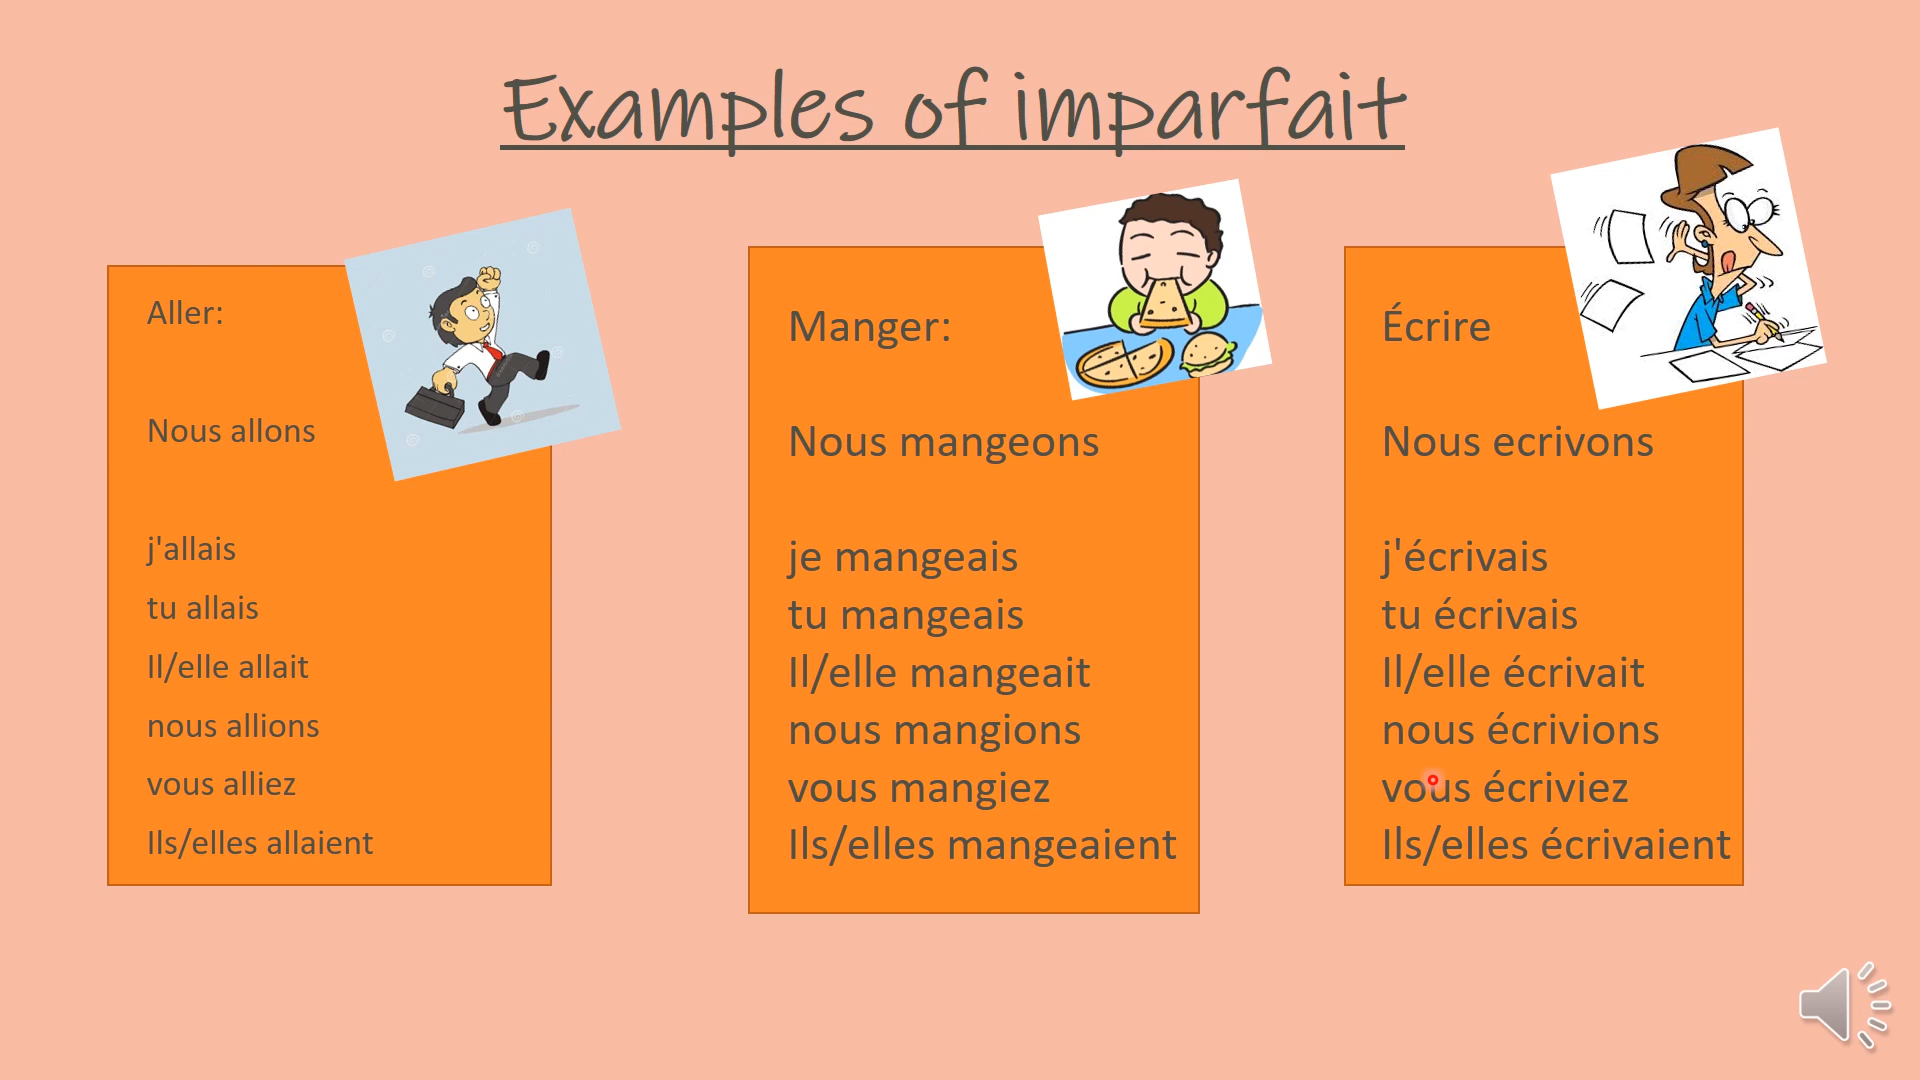 Examples of imparfait
Aller:
Nous allons
j'allais
tu allais
Il/elle allait
nous allions
vous alliez
Ils/elles allaient
Manger:
Nous mangeons
je mangeais
tu mangeais
Il/elle mangeait
nous mangions
vous mangiez
Ils/elles mangeaient
Écrire
Nous ecrivons
j'écrivais
tu écrivais
Il/elle écrivait
nous écrivions
vous écriviez
Ils/elles écrivaient